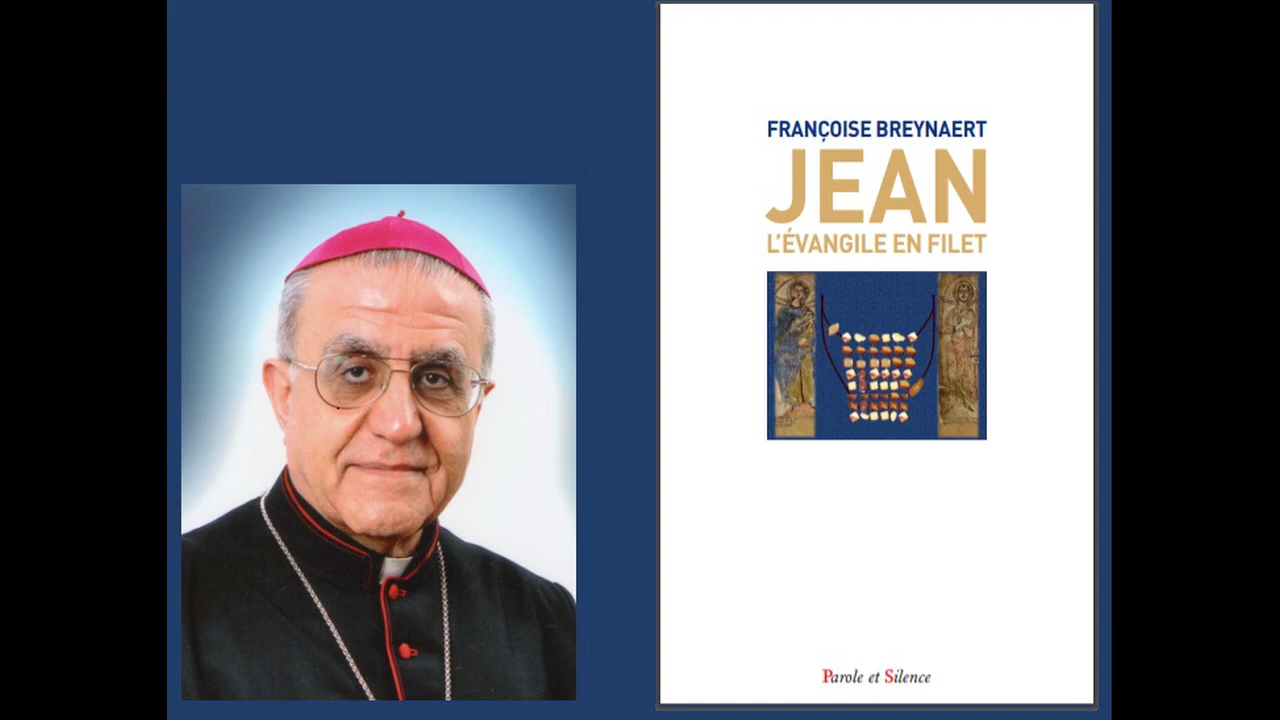 FRANÇOISE BREYNAERT
JEAN
L'ÉVANGILE EN FILET
Parole et Silence